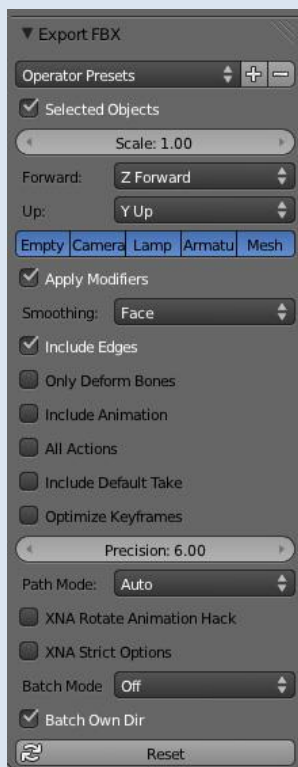 Export FBX
Operator Presets
Selected Objects
Scale: 1.00
Forward: Z Forward
Up: Y Up
Empty Camera Lamp Armatu Mesh
Apply Modifiers
Smoothing: Face
Include Edges
Only Deform Bones
Include Animation
All Actions
Include Default Take
Optimize Keyframes
Precision: 6.00
Path Mode: Auto
XNA Rotate Animation Hack
XNA Strict Options
Batch Mode Off
Batch Own Dir
Reset